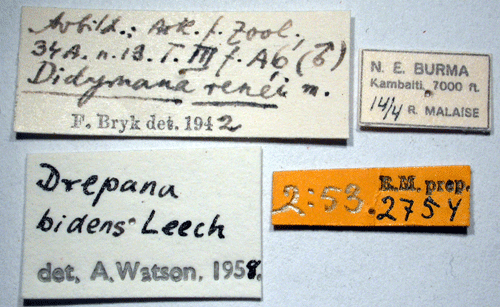 Avbild.: Ark. f. Zool,
34A. n. 13. T. III f. A6 (♂)
Didymana renéi m.
F. Bryk det. 1942
N. E. BURMA
Kambaiti, 7000 ft.
14/4 R. MALAISE
Drepana
bidens Leech
det. A. Watson. 1958.
2:53. R.M. prep.
2754